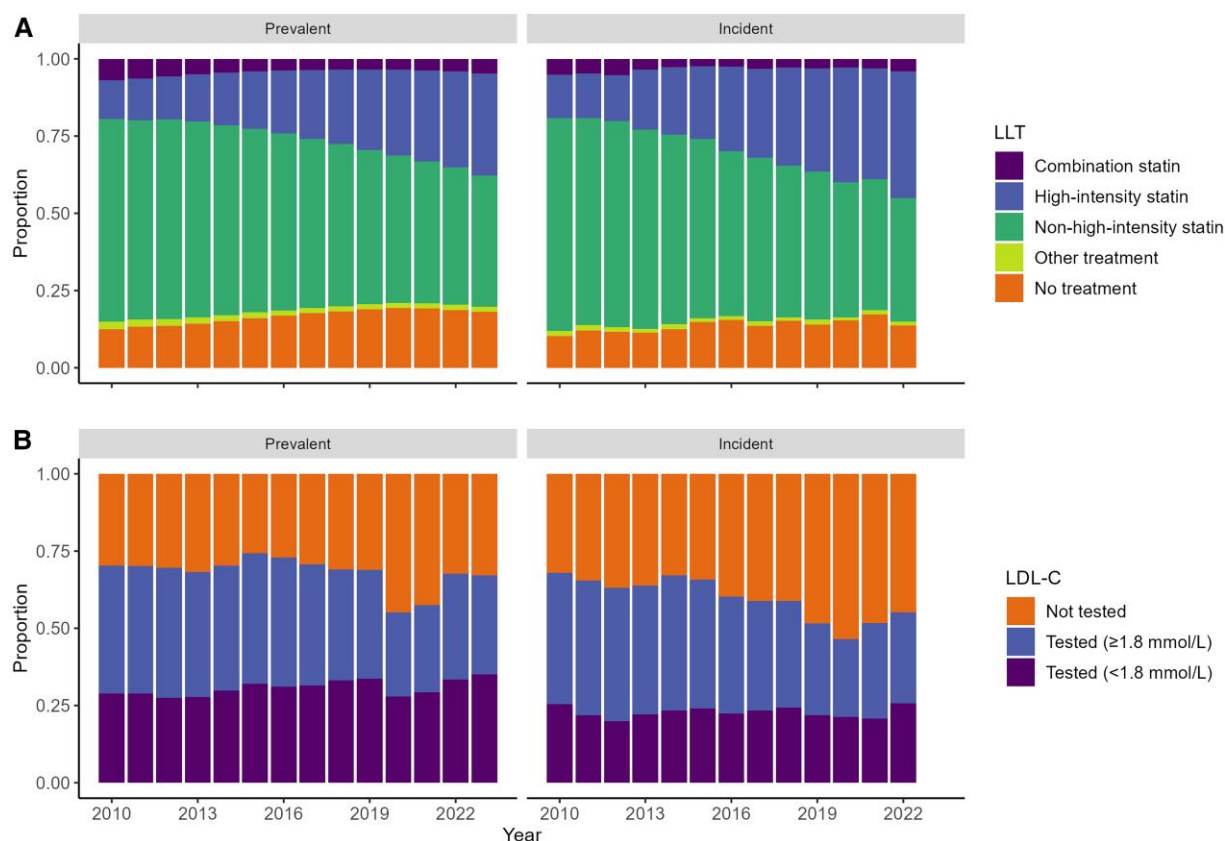 A
Prevalent
Incident
1.00
0.75
0.50
0.25
0.00
Proportion
LLT
Combination statin
High-intensity statin
Non-high-intensity statin
Other treatment
No treatment
B
Prevalent
Incident
1.00
0.75
0.50
0.25
0.00
Proportion
2010 2013 2016 2019 2022 2010 2013 2016 2019 2022
Year
LDL-C
Not tested
Tested (≥1.8 mmol/L)
Tested (<1.8 mmol/L)